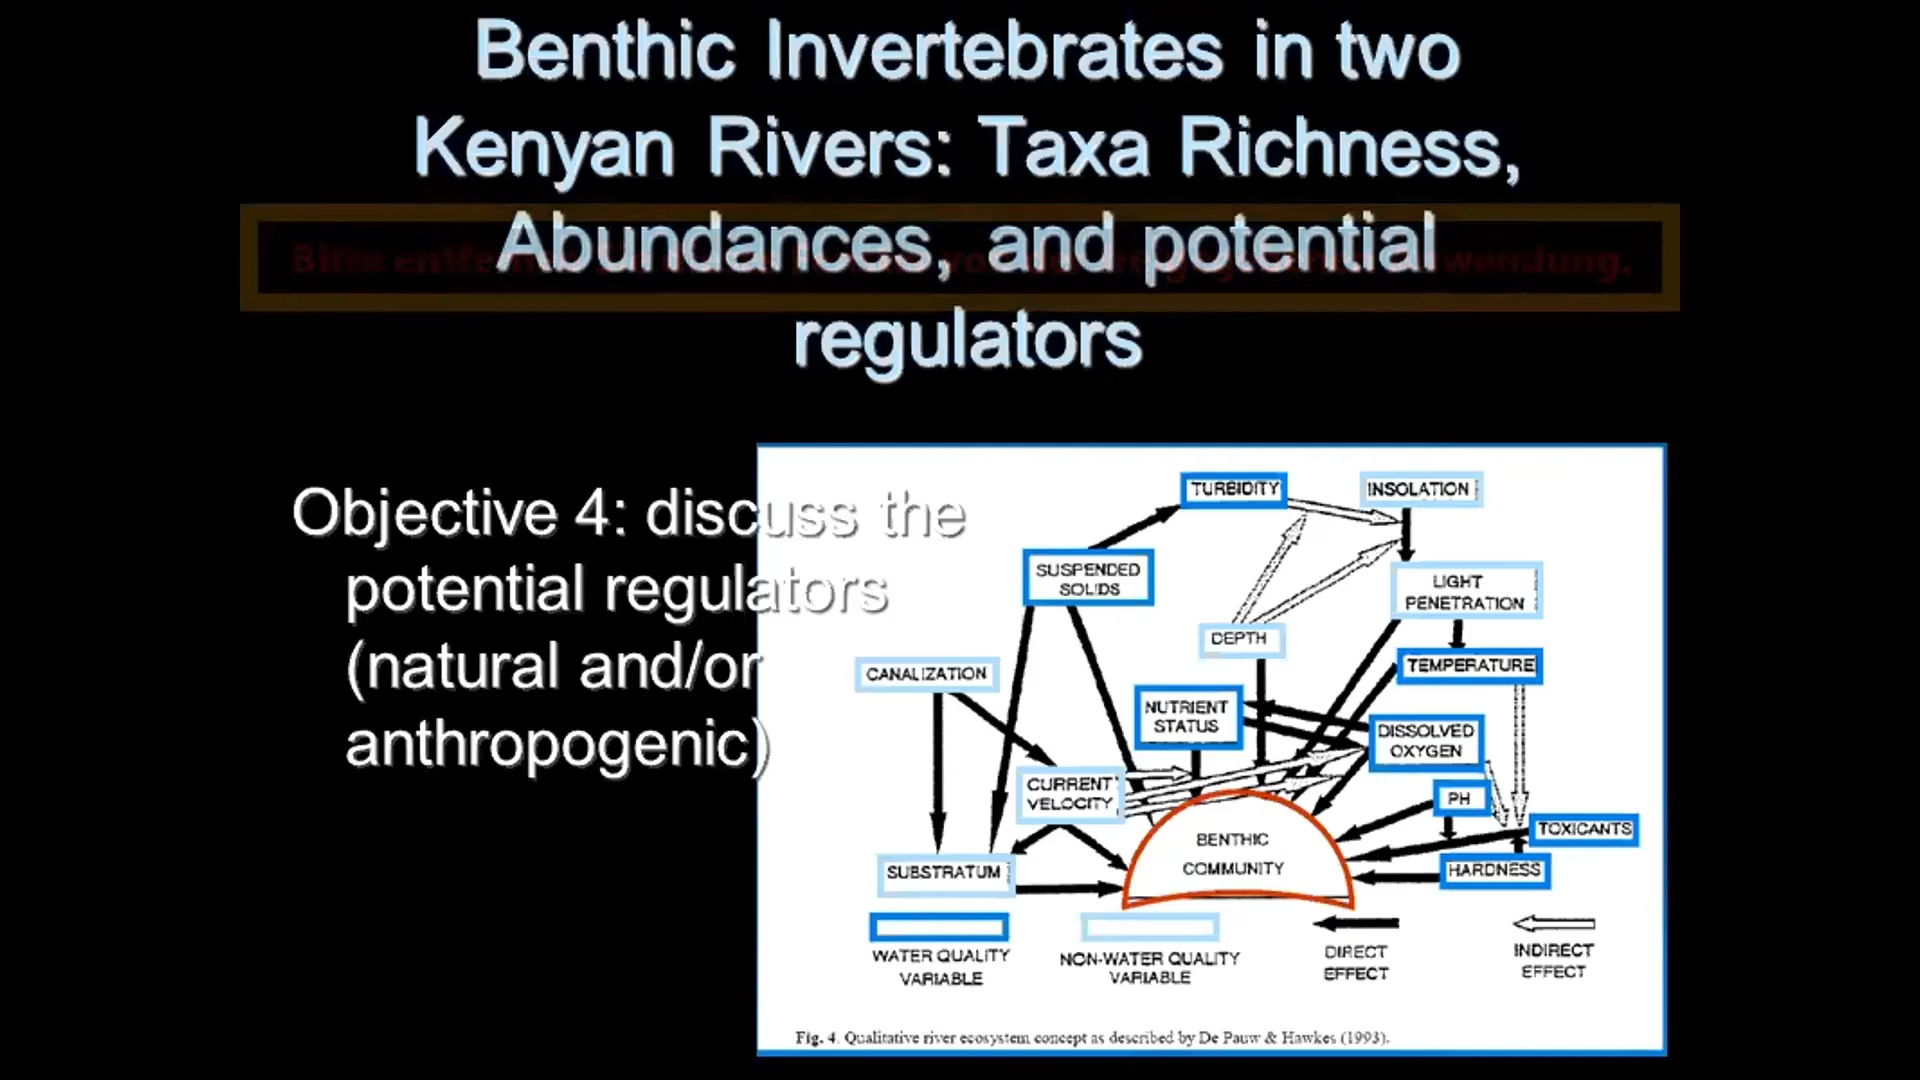 Benthic Invertebrates in two
Kenyan Rivers: Taxa Richness,
Abundances, and potential
regulators
Objective 4: discuss the
potential regulators
(natural and/or
anthropogenic)
TURBIDITY
INSOLATION
SUSPENDED
SOLIDS
LIGHT
PENETRATION
DEPTH
CANALIZATION
TEMPERATURE
NUTRIENT
STATUS
DISSOLVED
OXYGEN
CURRENT
VELOCITY
PH
TOXICANTS
BENTHIC
COMMUNITY
SUBSTRATUM
HARDNESS
WATER QUALITY
VARIABLE
NON-WATER QUALITY
VARIABLE
DIRECT
EFFECT
INDIRECT
EFFECT
Fig. 4. Qualitative river ecosystem concept as described by De Pauw & Hawkes (1993).